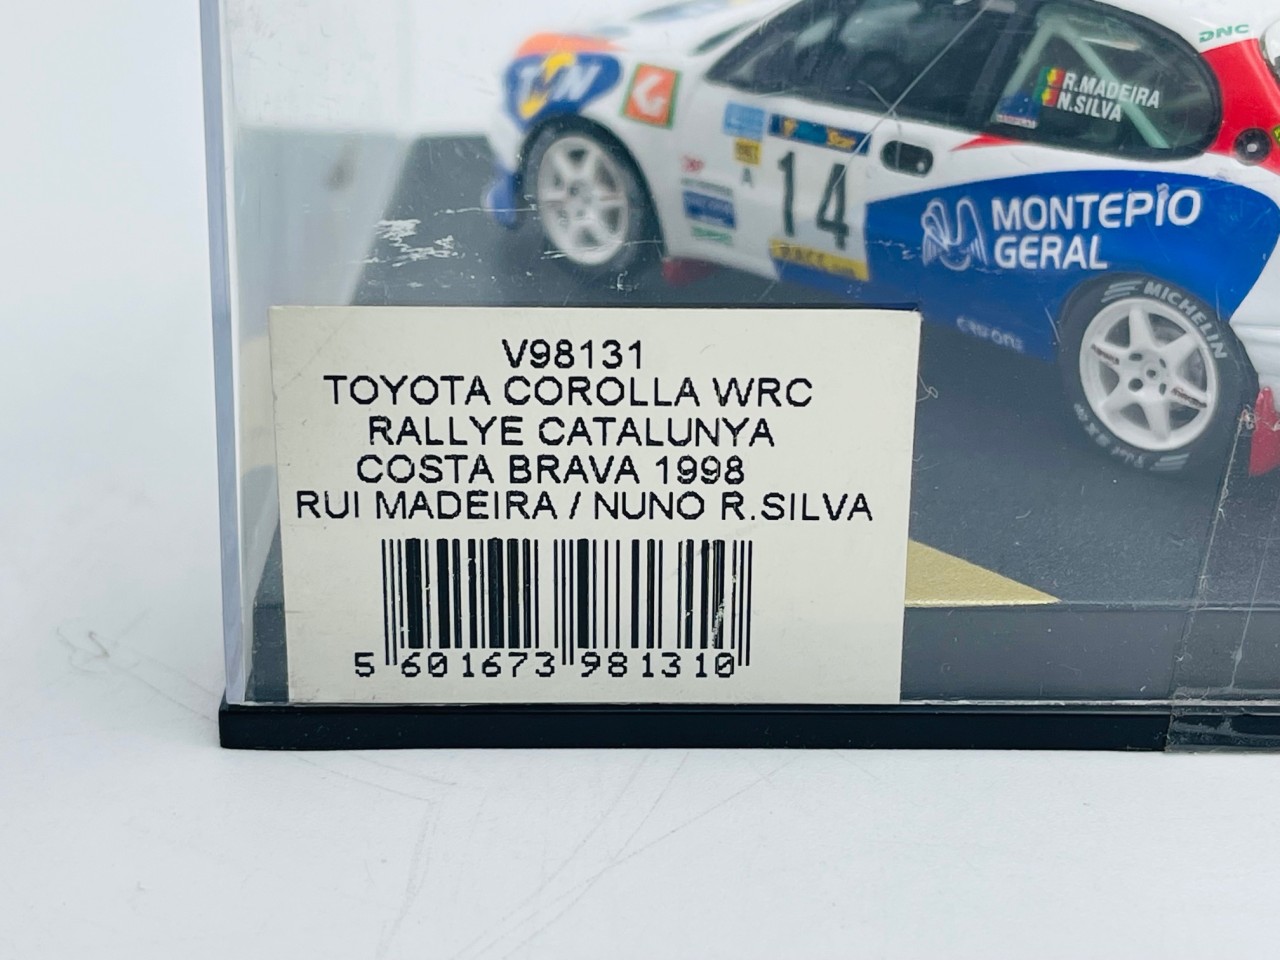 DNC
R.MADEIRA
N.SILVA
14
MONTEPIO
GERAL
MICHELIN
V98131
TOYOTA COROLLA WRC
RALLYE CATALUNYA
COSTA BRAVA 1998
RUI MADEIRA / NUNO R.SILVA
5 601673 981310